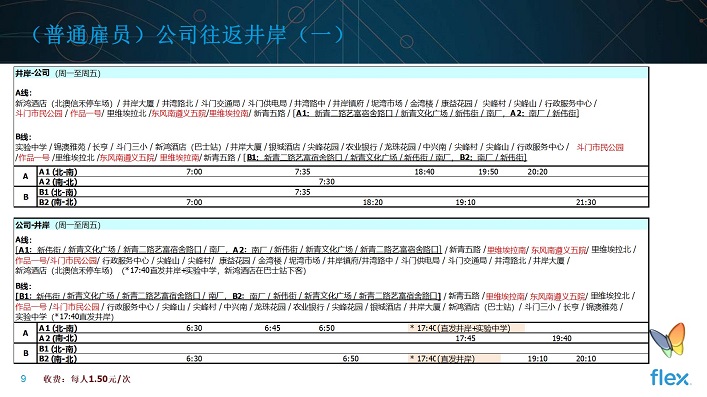 （普通雇员）公司往返井岸（一）
井岸-公司 （周一至周五）
A线:
新鸿酒店（北澳信禾停车场）/ 井岸大厦 / 井湾路北 / 斗门交通局 / 斗门供电局 / 井湾路中 / 井岸镇府 / 坭湾市场 / 金湾楼 / 康益花园 / 尖峰村 / 尖峰山 / 行政服务中心 /
斗门市民公园 / 作品一号/ 里维埃拉北 /东风南遵义五院/里维埃拉南/ 新青五路 / [A1: 新青二路艺富宿舍路口 / 新青文化广场 / 新伟街 / 南厂, A2: 南厂 / 新伟街]
B线:
实验中学 / 锦澳雅苑 / 长亨 / 斗门三小 / 新鸿酒店（巴士站）/ 井岸大厦 / 银城酒店 / 尖峰花园 / 农业银行 / 龙珠花园 / 中兴南 / 尖峰村 / 尖峰山 / 行政服务中心 / 斗门市民公园
/作品一号 /里维埃拉北 /东风南遵义五院/ 里维埃拉南/ 新青五路 / [B1: 新青二路艺富宿舍路口 / 新青文化广场 / 新伟街 / 南厂, B2: 南厂 / 新伟街]
A A1 (北-南) 7:00 7:35 18:40 19:50 20:20
A2 (南-北) 7:30
B B1 (北-南) 7:35
B2 (南-北) 7:00 18:20 19:10 21:30
公司-井岸 （周一至周五）
A线:
[A1: 新伟街 / 新青文化广场 / 新青二路艺富宿舍路口 / 南厂, A2: 南厂 / 新伟街 / 新青文化广场 / 新青二路艺富宿舍路口] / 新青五路 /里维埃拉南/ 东风南遵义五院/ 里维埃拉北 /
作品一号/斗门市民公园/ 行政服务中心 / 尖峰山 / 尖峰村/ 康益花园 / 金湾楼 / 坭湾市场 / 井岸镇府/井湾路中 / 斗门供电局 / 斗门交通局 / 井湾路北 / 井岸大厦 /
新鸿酒店（北澳信禾停车场） (*17:40直发井岸+实验中学, 新鸿酒店在巴士站下客)
B线:
[B1: 新伟街 / 新青文化广场 / 新青二路艺富宿舍路口 / 南厂, B2: 南厂 / 新伟街 / 新青文化广场 / 新青二路艺富宿舍路口] / 新青五路 /里维埃拉南/ 东风南遵义五院/ 里维埃拉北 /
作品一号 /斗门市民公园 / 行政服务中心 / 尖峰山 / 尖峰村 / 中兴南 / 龙珠花园 / 农业银行 / 尖峰花园 / 银城酒店 / 井岸大厦 / 新鸿酒店（巴士站） / 斗门三小 / 长亨 / 锦澳雅苑 /
实验中学 (*17:40直发井岸)
A A1 (北-南) 6:30 6:45 6:50 * 17:40(直发井岸+实验中学)
A2 (南-北) 17:45 19:40
B B1 (北-南)
B2 (南-北) 6:30 6:50 * 17:40(直发井岸) 19:10 20:10
9 收费: 每人1.50元/次
flex